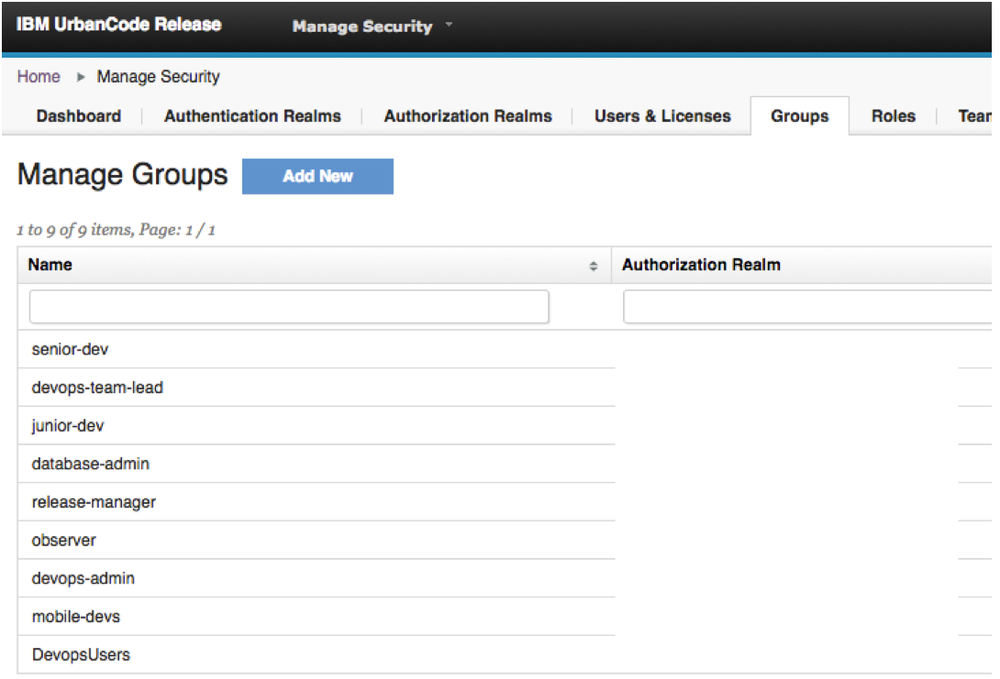 IBM UrbanCode Release Manage Security
Home Manage Security
Dashboard Authentication Realms Authorization Realms Users & Licenses Groups Roles
Manage Groups Add New
1 to 9 of 9 items, Page: 1 / 1
Name Authorization Realm
senior-dev
devops-team-lead
junior-dev
database-admin
release-manager
observer
devops-admin
mobile-devs
DevopsUsers